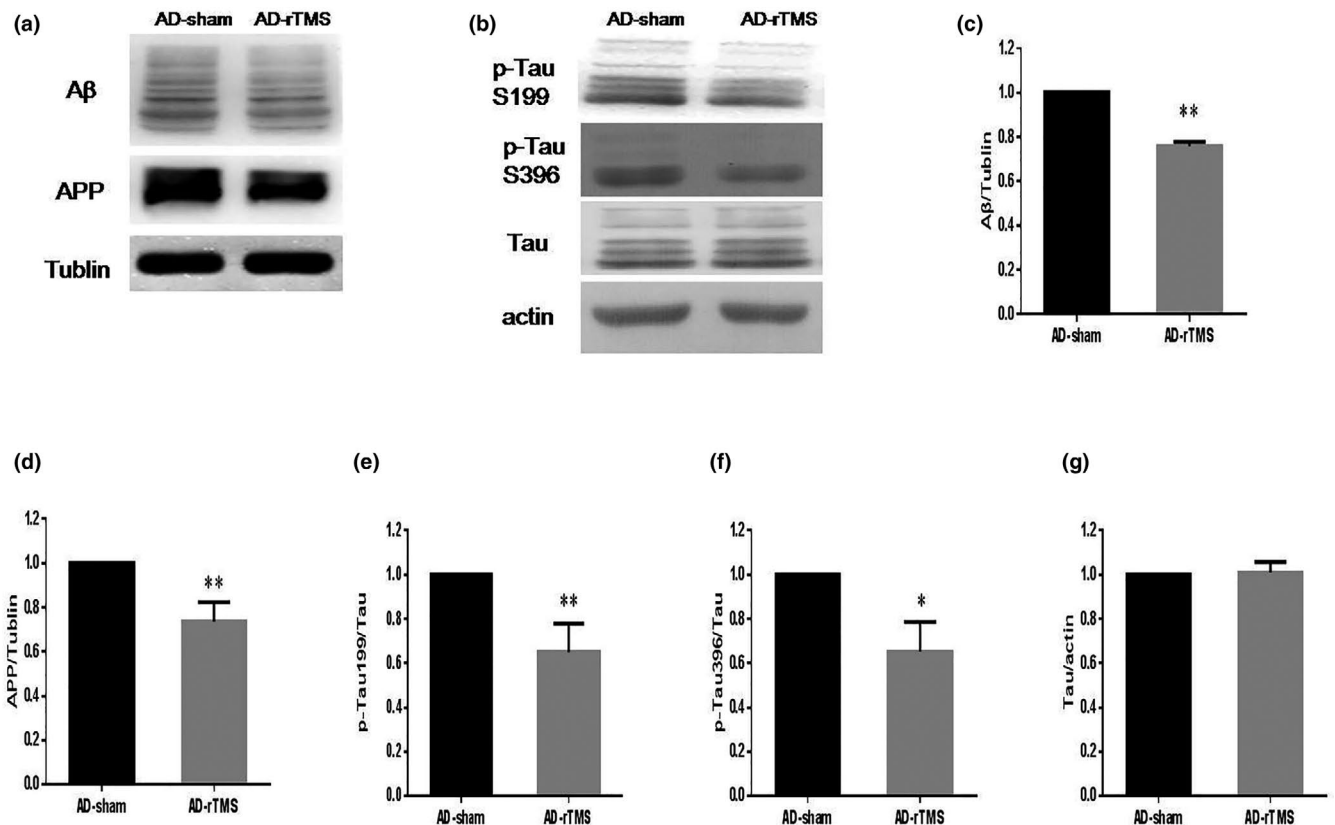 (a)
AD-sham AD-rTMS
Aβ
APP
Tublin
(b)
AD-sham AD-rTMS
p-Tau
S199
p-Tau
S396
Tau
actin
(c)
Aβ/Tublin
1.2
1.0
0.8
0.6
0.4
0.2
0.0
**
AD-sham AD-rTMS
(d)
APP/Tublin
1.2
1.0
0.8
0.6
0.4
0.2
0.0
**
AD-sham AD-rTMS
(e)
p-Tau199/Tau
1.2
1.0
0.8
0.6
0.4
0.2
0.0
**
AD-sham AD-rTMS
(f)
p-Tau396/Tau
1.2
1.0
0.8
0.6
0.4
0.2
0.0
*
AD-sham AD-rTMS
(g)
Tau/actin
1.2
1.0
0.8
0.6
0.4
0.2
0.0
AD-sham AD-rTMS